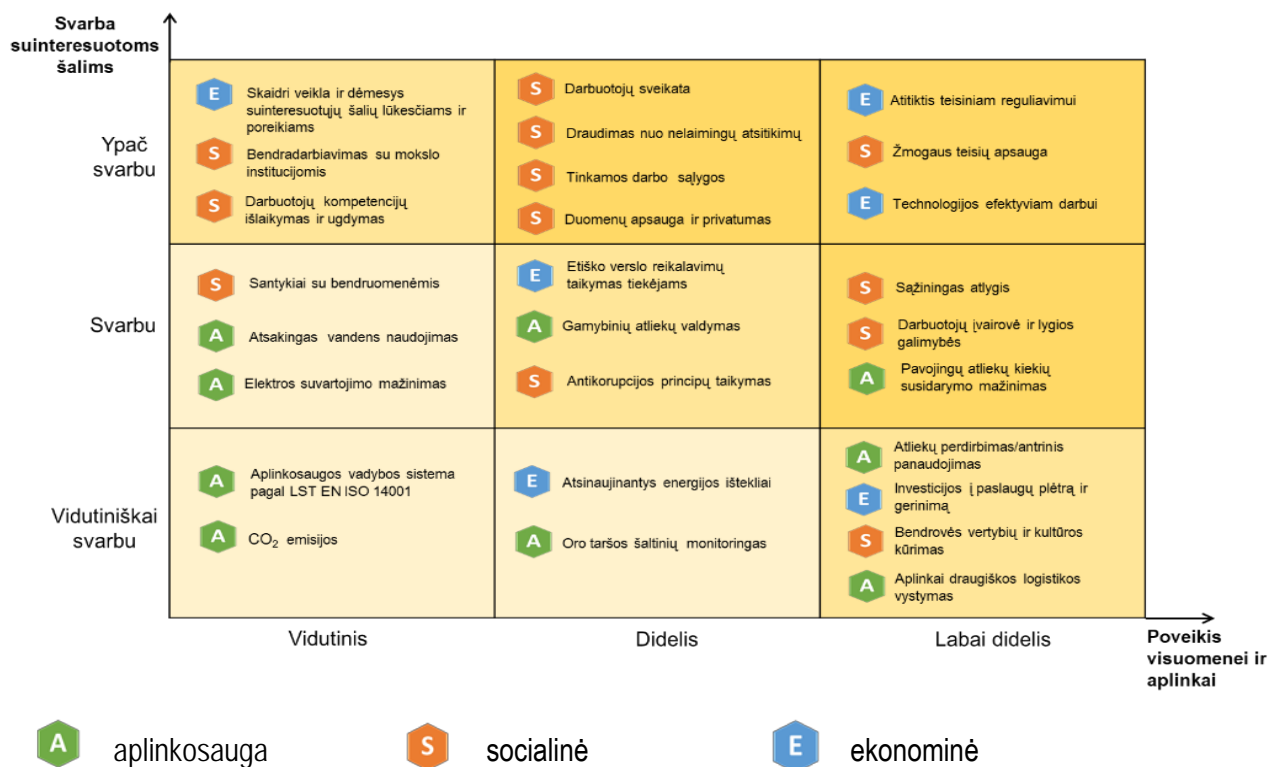 Svarba
suinteresuotoms
šalims
Ypač
svarbu
E
Skaidri veikla ir dėmesys
suinteresuotųjų šalių lūkesčiams ir
poreikiams
S
Bendradarbiavimas su mokslo
institucijomis
S
Darbuotojų kompetencijų
išlaikymas ir ugdymas
S
Darbuotojų sveikata
S
Draudimas nuo nelaimingų atsitikimų
S
Tinkamos darbo sąlygos
S
Duomenų apsauga ir privatumas
E
Atitiktis teisiniam reguliavimui
S
Žmogaus teisių apsauga
E
Technologijos efektyviam darbui
Svarbu
S
Santykiai su bendruomenėmis
A
Atsakingas vandens naudojimas
A
Elektros suvartojimo mažinimas
E
Etiško verslo reikalavimų
taikymas tiekėjams
A
Gamybinių atliekų valdymas
S
Antikorupcijos principų taikymas
S
Sąžiningas atlygis
S
Darbuotojų įvairovė ir lygios
galimybės
A
Pavojingų atliekų kiekių
susidarymo mažinimas
Vidutiniškai
svarbu
A
Aplinkosaugos vadybos sistema
pagal LST EN ISO 14001
A
CO₂ emisijos
E
Atsinaujinantys energijos ištekliai
A
Oro taršos šaltinių monitoringas
A
Atliekų perdirbimas/antrinis
panaudojimas
E
Investicijos į paslaugų plėtrą ir
gerinimą
S
Bendrovės vertybių ir kultūros
kūrimas
A
Aplinkai draugiškos logistikos
vystymas
Vidutinis
Didelis
Labai didelis
Poveikis
visuomenei ir
aplinkai
A aplinkosauga
S socialinė
E ekonominė